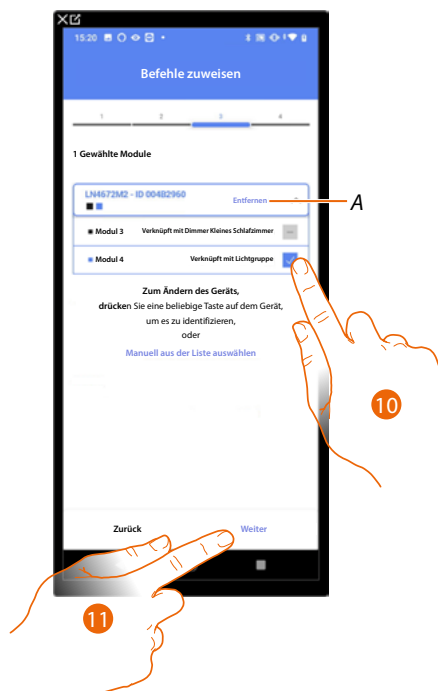 15:20
Befehle zuweisen
1 2 3 4
1 Gewählte Module
LN4672M2 - ID 004B2960
Entfernen
A
Modul 3 Verknüpft mit Dimmer Kleines Schlafzimmer
Modul 4 Verknüpft mit Lichtgruppe
Zum Ändern des Geräts,
drücken Sie eine beliebige Taste auf dem Gerät,
um es zu identifizieren,
oder
Manuell aus der Liste auswählen
10
Zurück Weiter
11